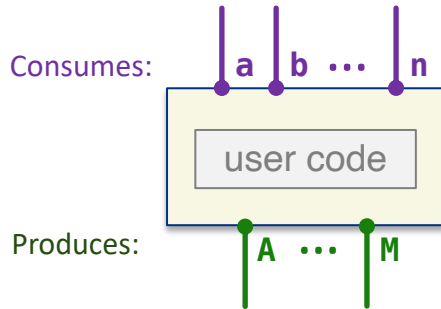 Consumes: a b ··· n
user code
Produces: A ··· M